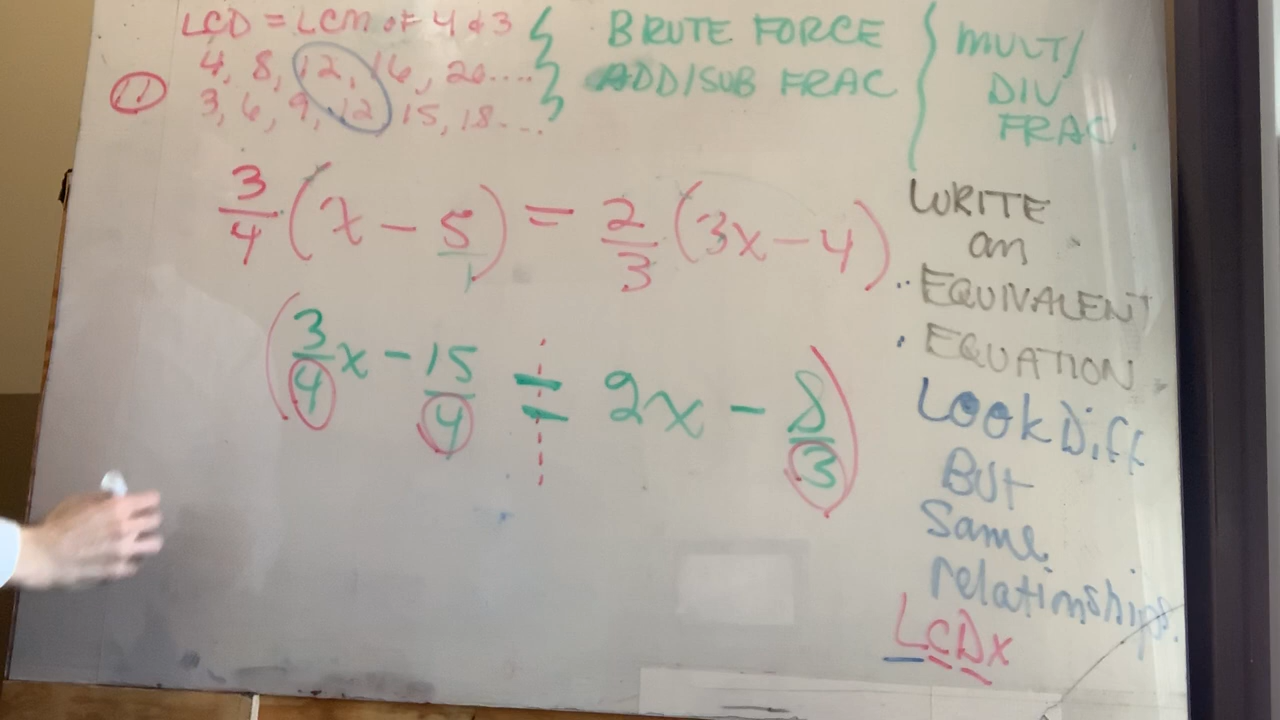 LCD = LCM of 4 & 3
4, 8, 12, 16, 20....
3, 6, 9, 12, 15, 18...
11
BRUTE FORCE
ADD/SUB FRAC
MULT/
DIV
FRAC.
3/4 (x - 5/1) = 2/3 (3x - 4)
(3/4 x - 15/4 = 2x - 8/3)
WRITE
an
EQUIVALENT
EQUATION
Look Diff
But
Same
relationships.
LCDx